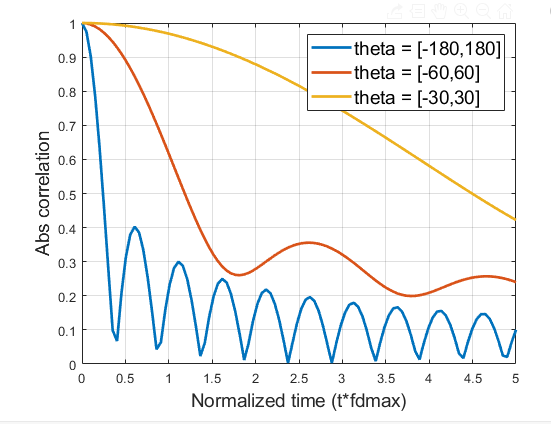 1
0.9
0.8
0.7
0.6
0.5
0.4
0.3
0.2
0.1
0
Abs correlation
theta = [-180,180]
theta = [-60,60]
theta = [-30,30]
0 0.5 1 1.5 2 2.5 3 3.5 4 4.5 5
Normalized time (t*fdmax)